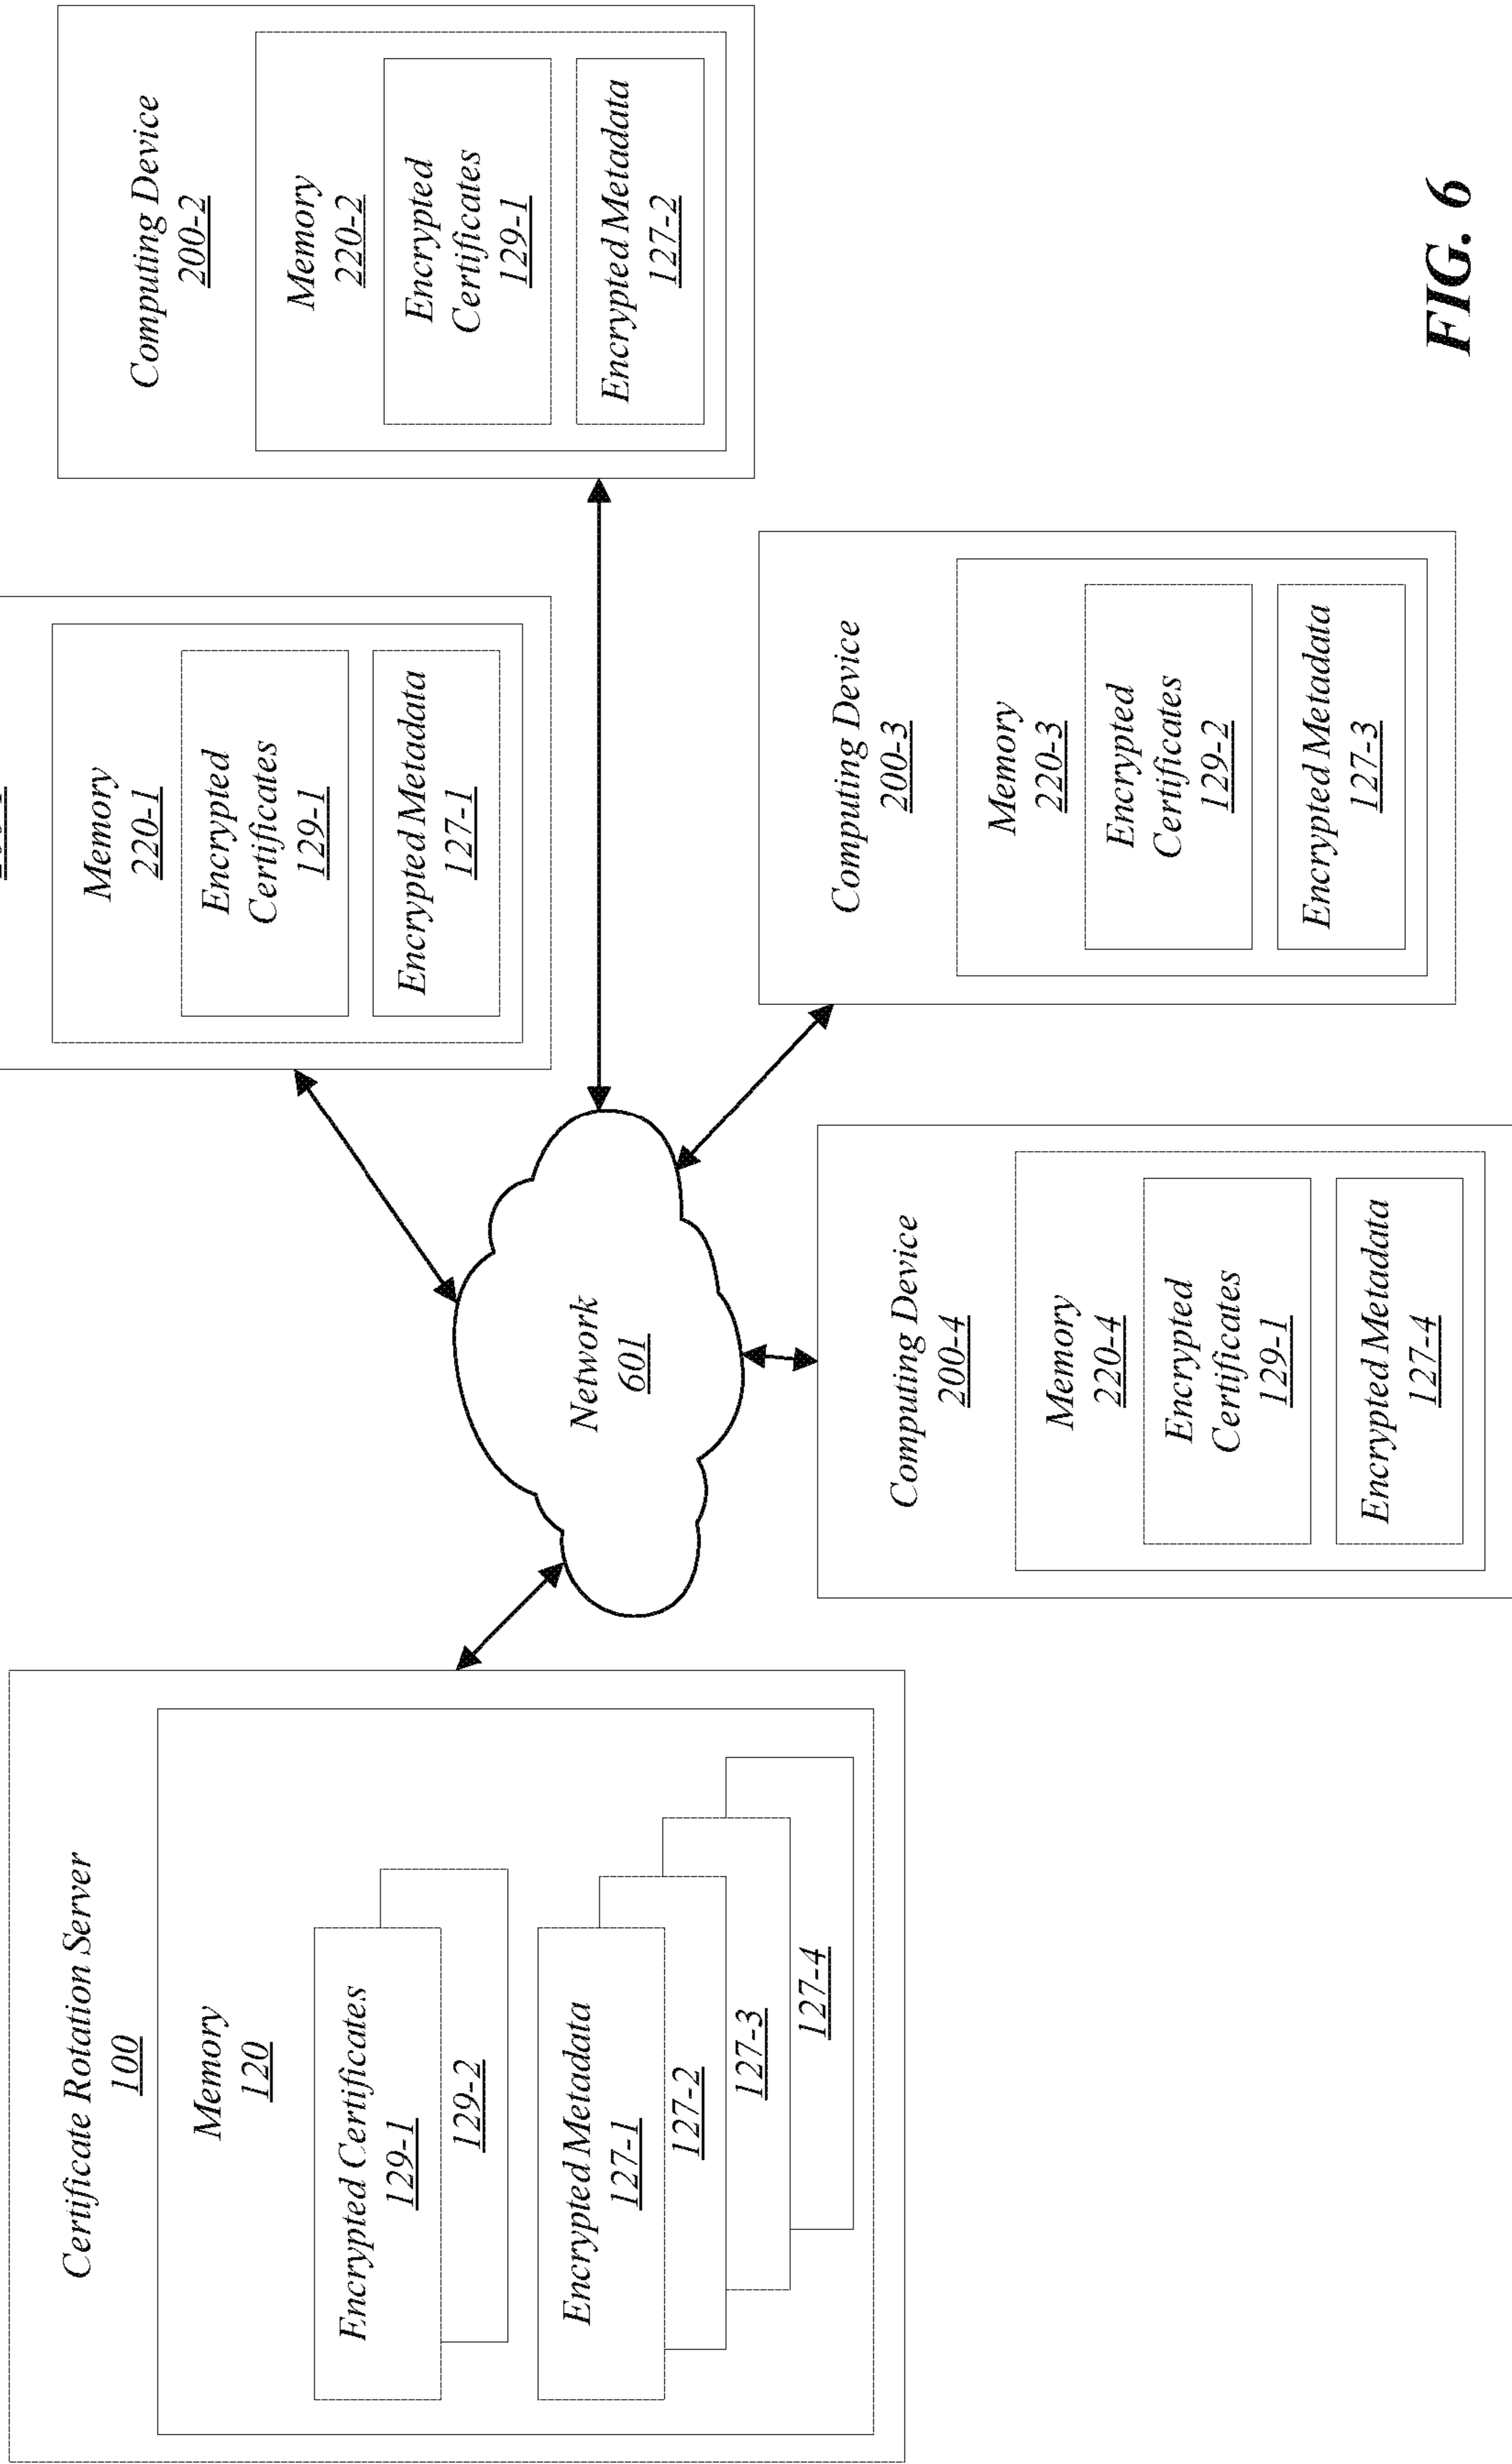 Certificate Rotation Server
100
Memory
120
Encrypted Certificates
129-1
129-2
Encrypted Metadata
127-1
127-2
127-3
127-4
Network
601
Memory
220-1
Encrypted
Certificates
129-1
Encrypted Metadata
127-1
Computing Device
200-2
Memory
220-2
Encrypted
Certificates
129-1
Encrypted Metadata
127-2
Computing Device
200-3
Memory
220-3
Encrypted
Certificates
129-2
Encrypted Metadata
127-3
Computing Device
200-4
Memory
220-4
Encrypted
Certificates
129-1
Encrypted Metadata
127-4
FIG. 6